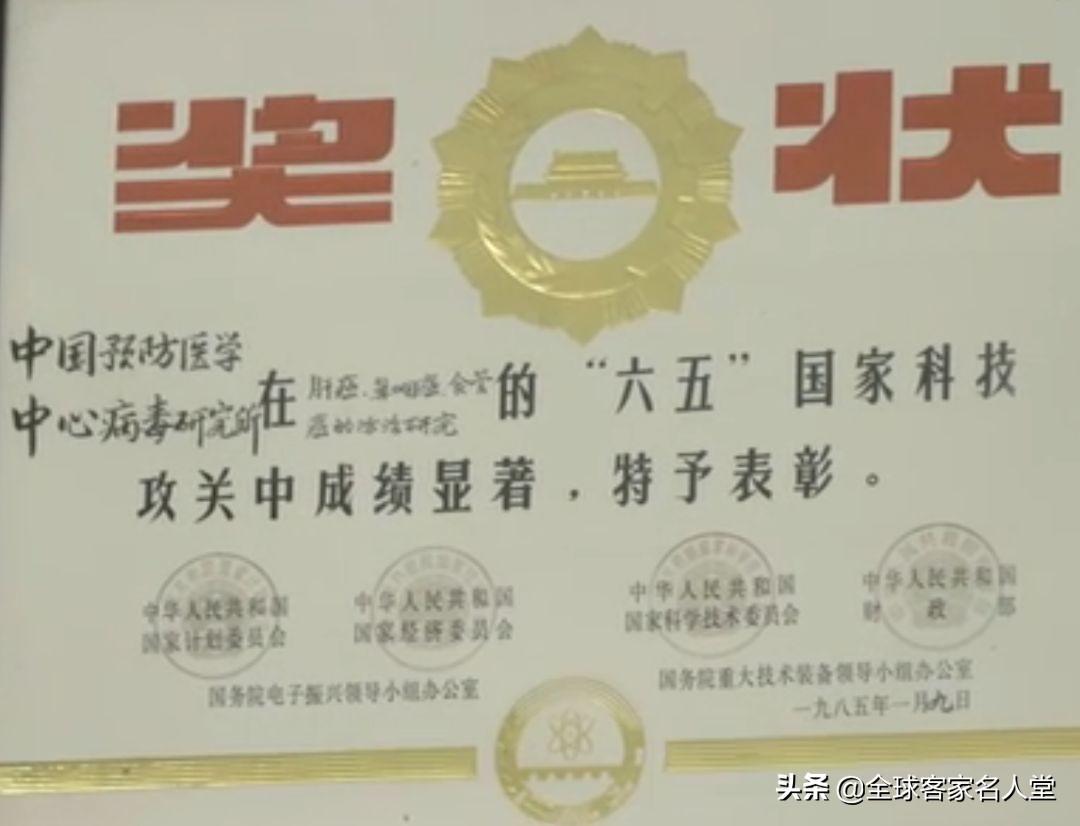 奖状
中国预防医学
中心病毒研究所
在
肝癌、鼻咽癌、食管
癌的防治研究
的“六五”国家科技
攻关中成绩显著，特予表彰。
中华人民共和国
国家计划委员会
中华人民共和国
国家经济委员会
中华人民共和国
国家科学技术委员会
中华人民共和国
财政部
国务院电子振兴领导小组办公室
国务院重大技术装备领导小组办公室
一九八五年一月九日
头条 @全球客家名人堂